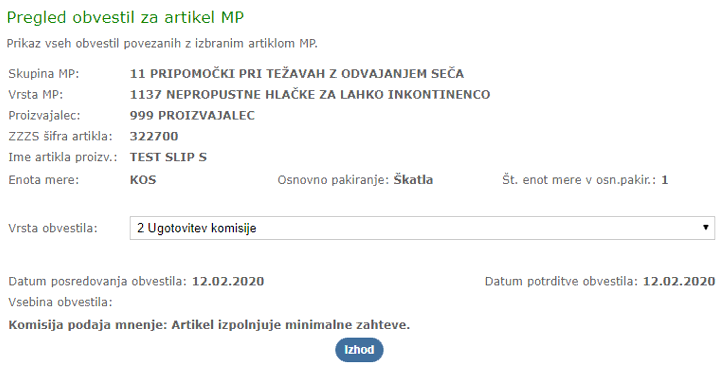 Pregled obvestil za artikel MP
Prikaz vseh obvestil povezanih z izbranim artiklom MP.
Skupina MP: 11 PRIPOMOČKI PRI TEŽAVAH Z ODVAJANJEM SEČA
Vrsta MP: 1137 NEPROPUSTNE HLAČKE ZA LAHKO INKONTINENCO
Proizvajalec: 999 PROIZVAJALEC
ZZZS šifra artikla: 322700
Ime artikla proizv.: TEST SLIP S
Enota mere: KOS Osnovno pakiranje: Škatla Št. enot mere v osn.pakir.: 1
Vrsta obvestila: 2 Ugotovitev komisije
Datum posredovanja obvestila: 12.02.2020 Datum potrditve obvestila: 12.02.2020
Vsebina obvestila:
Komisija podaja mnenje: Artikel izpolnjuje minimalne zahteve.
Izhod